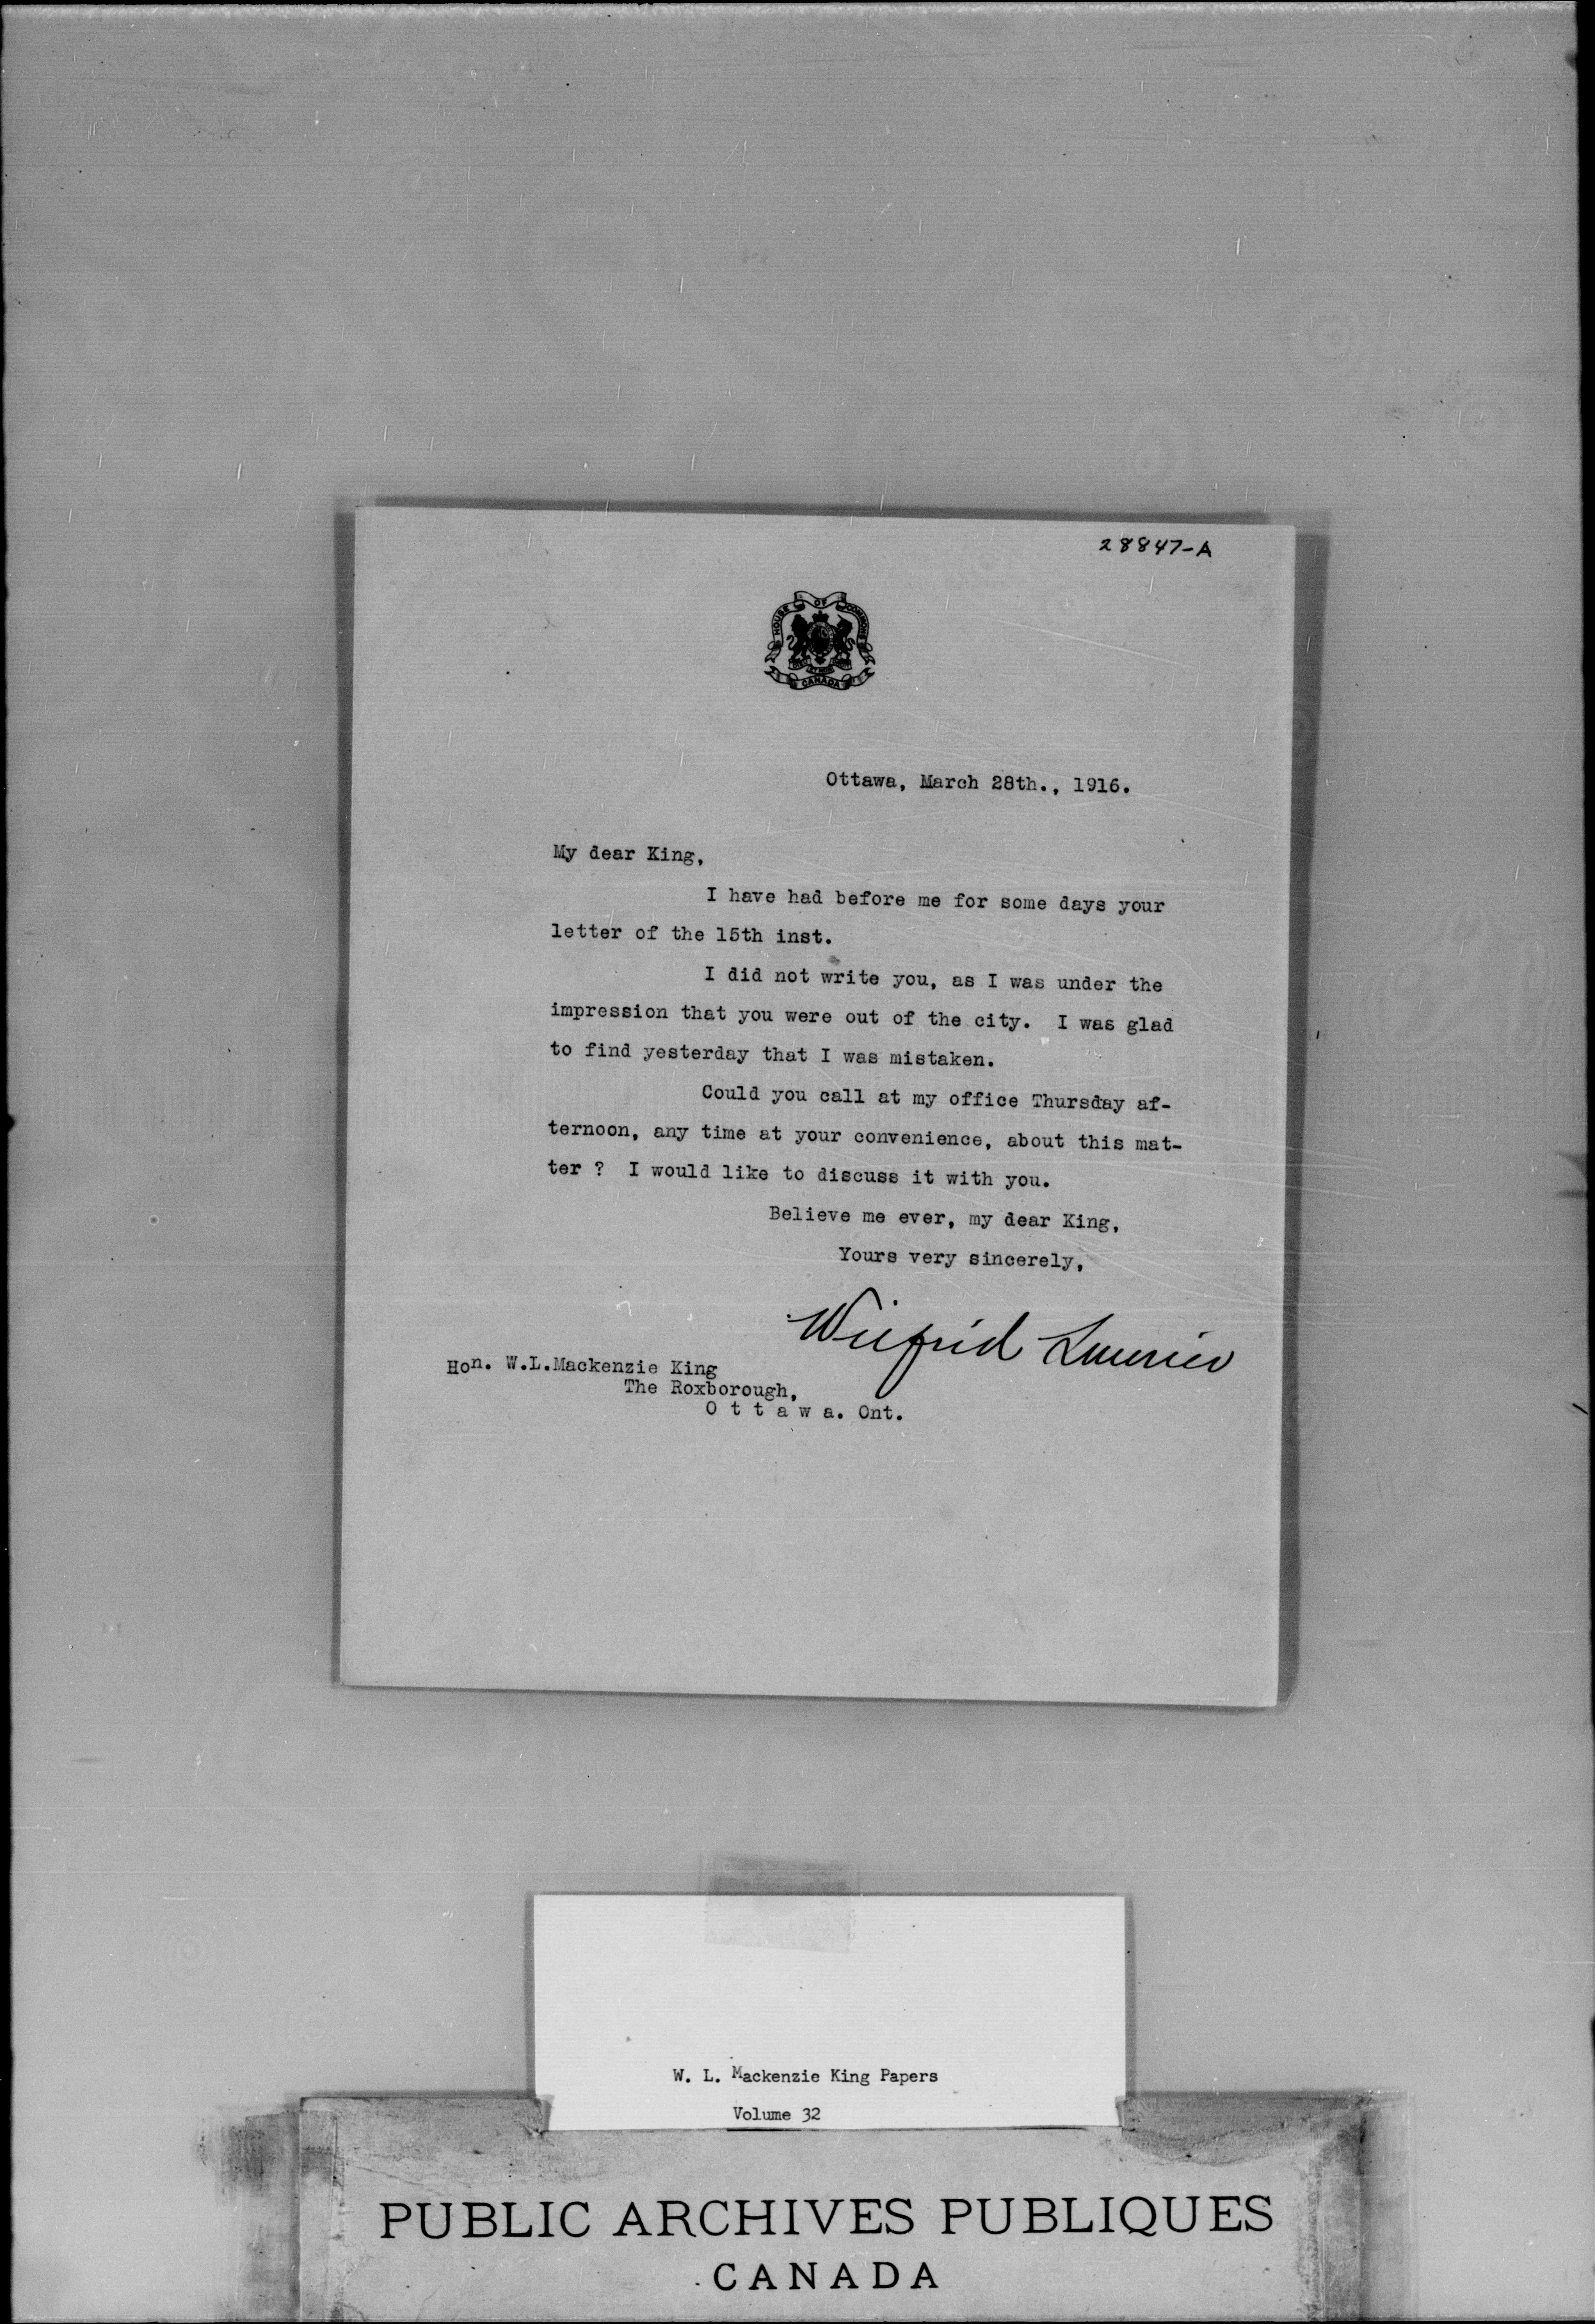 28847-A
HOUSE OF COMMONS
CANADA
Ottawa, March 28th., 1916.
My dear King,
I have had before me for some days your
letter of the 15th inst.
I did not write you, as I was under the
impression that you were out of the city. I was glad
to find yesterday that I was mistaken.
Could you call at my office Thursday af-
ternoon, any time at your convenience, about this mat-
ter ? I would like to discuss it with you.
Believe me ever, my dear King,
Yours very sincerely,
Wilfrid Laurier
Hon. W.L.Mackenzie King
The Roxborough,
O t t a w a. Ont.
W. L. Mackenzie King Papers
Volume 32
PUBLIC ARCHIVES PUBLIQUES
CANADA